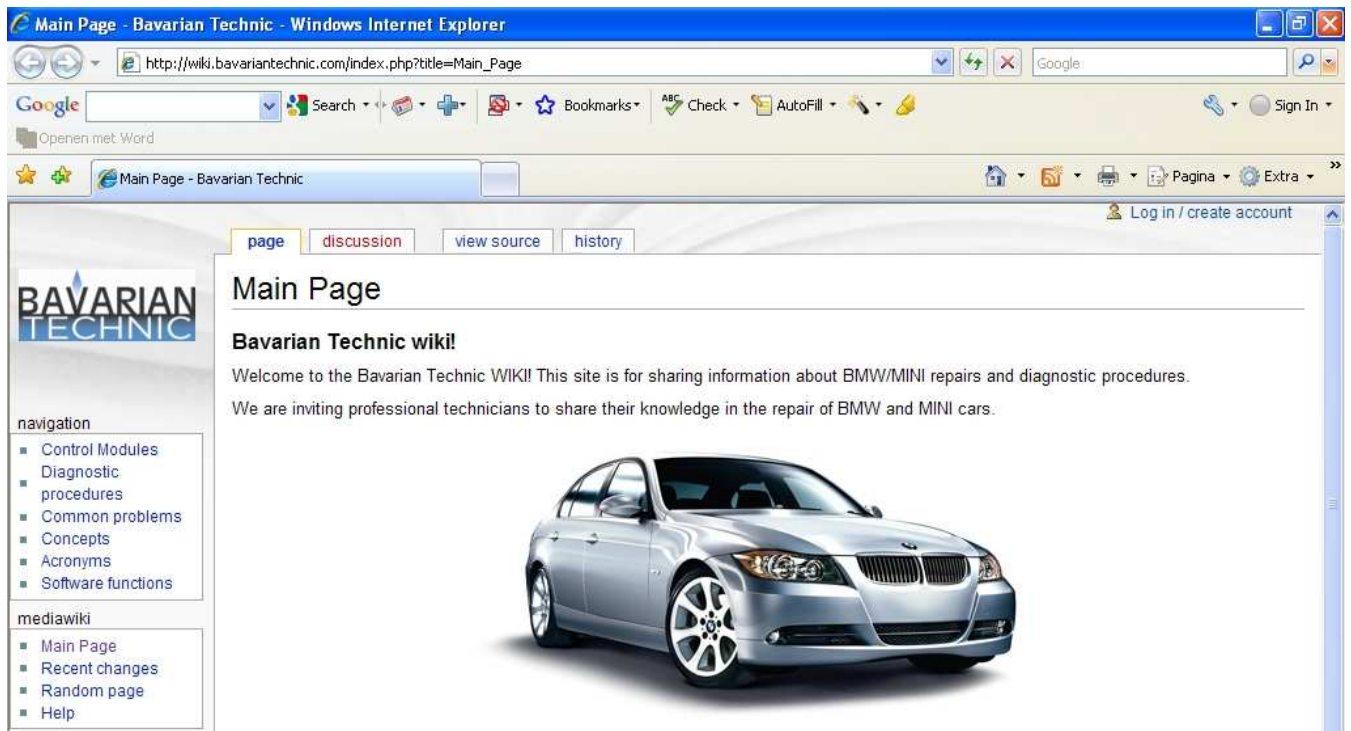 Main Page - Bavarian Technic - Windows Internet Explorer
http://wiki.bavariantechnic.com/index.php?title=Main_Page
Google
Google
Search
Bookmarks
ABC
Check
AutoFill
Sign In
Openen met Word
Main Page - Bavarian Technic
Pagina
Extra
»
Log in / create account
page
discussion
view source
history
BAVARIAN
TECHNIC
Main Page
Bavarian Technic wiki!
Welcome to the Bavarian Technic WIKI! This site is for sharing information about BMW/MINI repairs and diagnostic procedures.
We are inviting professional technicians to share their knowledge in the repair of BMW and MINI cars.
navigation
Control Modules
Diagnostic
procedures
Common problems
Concepts
Acronyms
Software functions
mediawiki
Main Page
Recent changes
Random page
Help